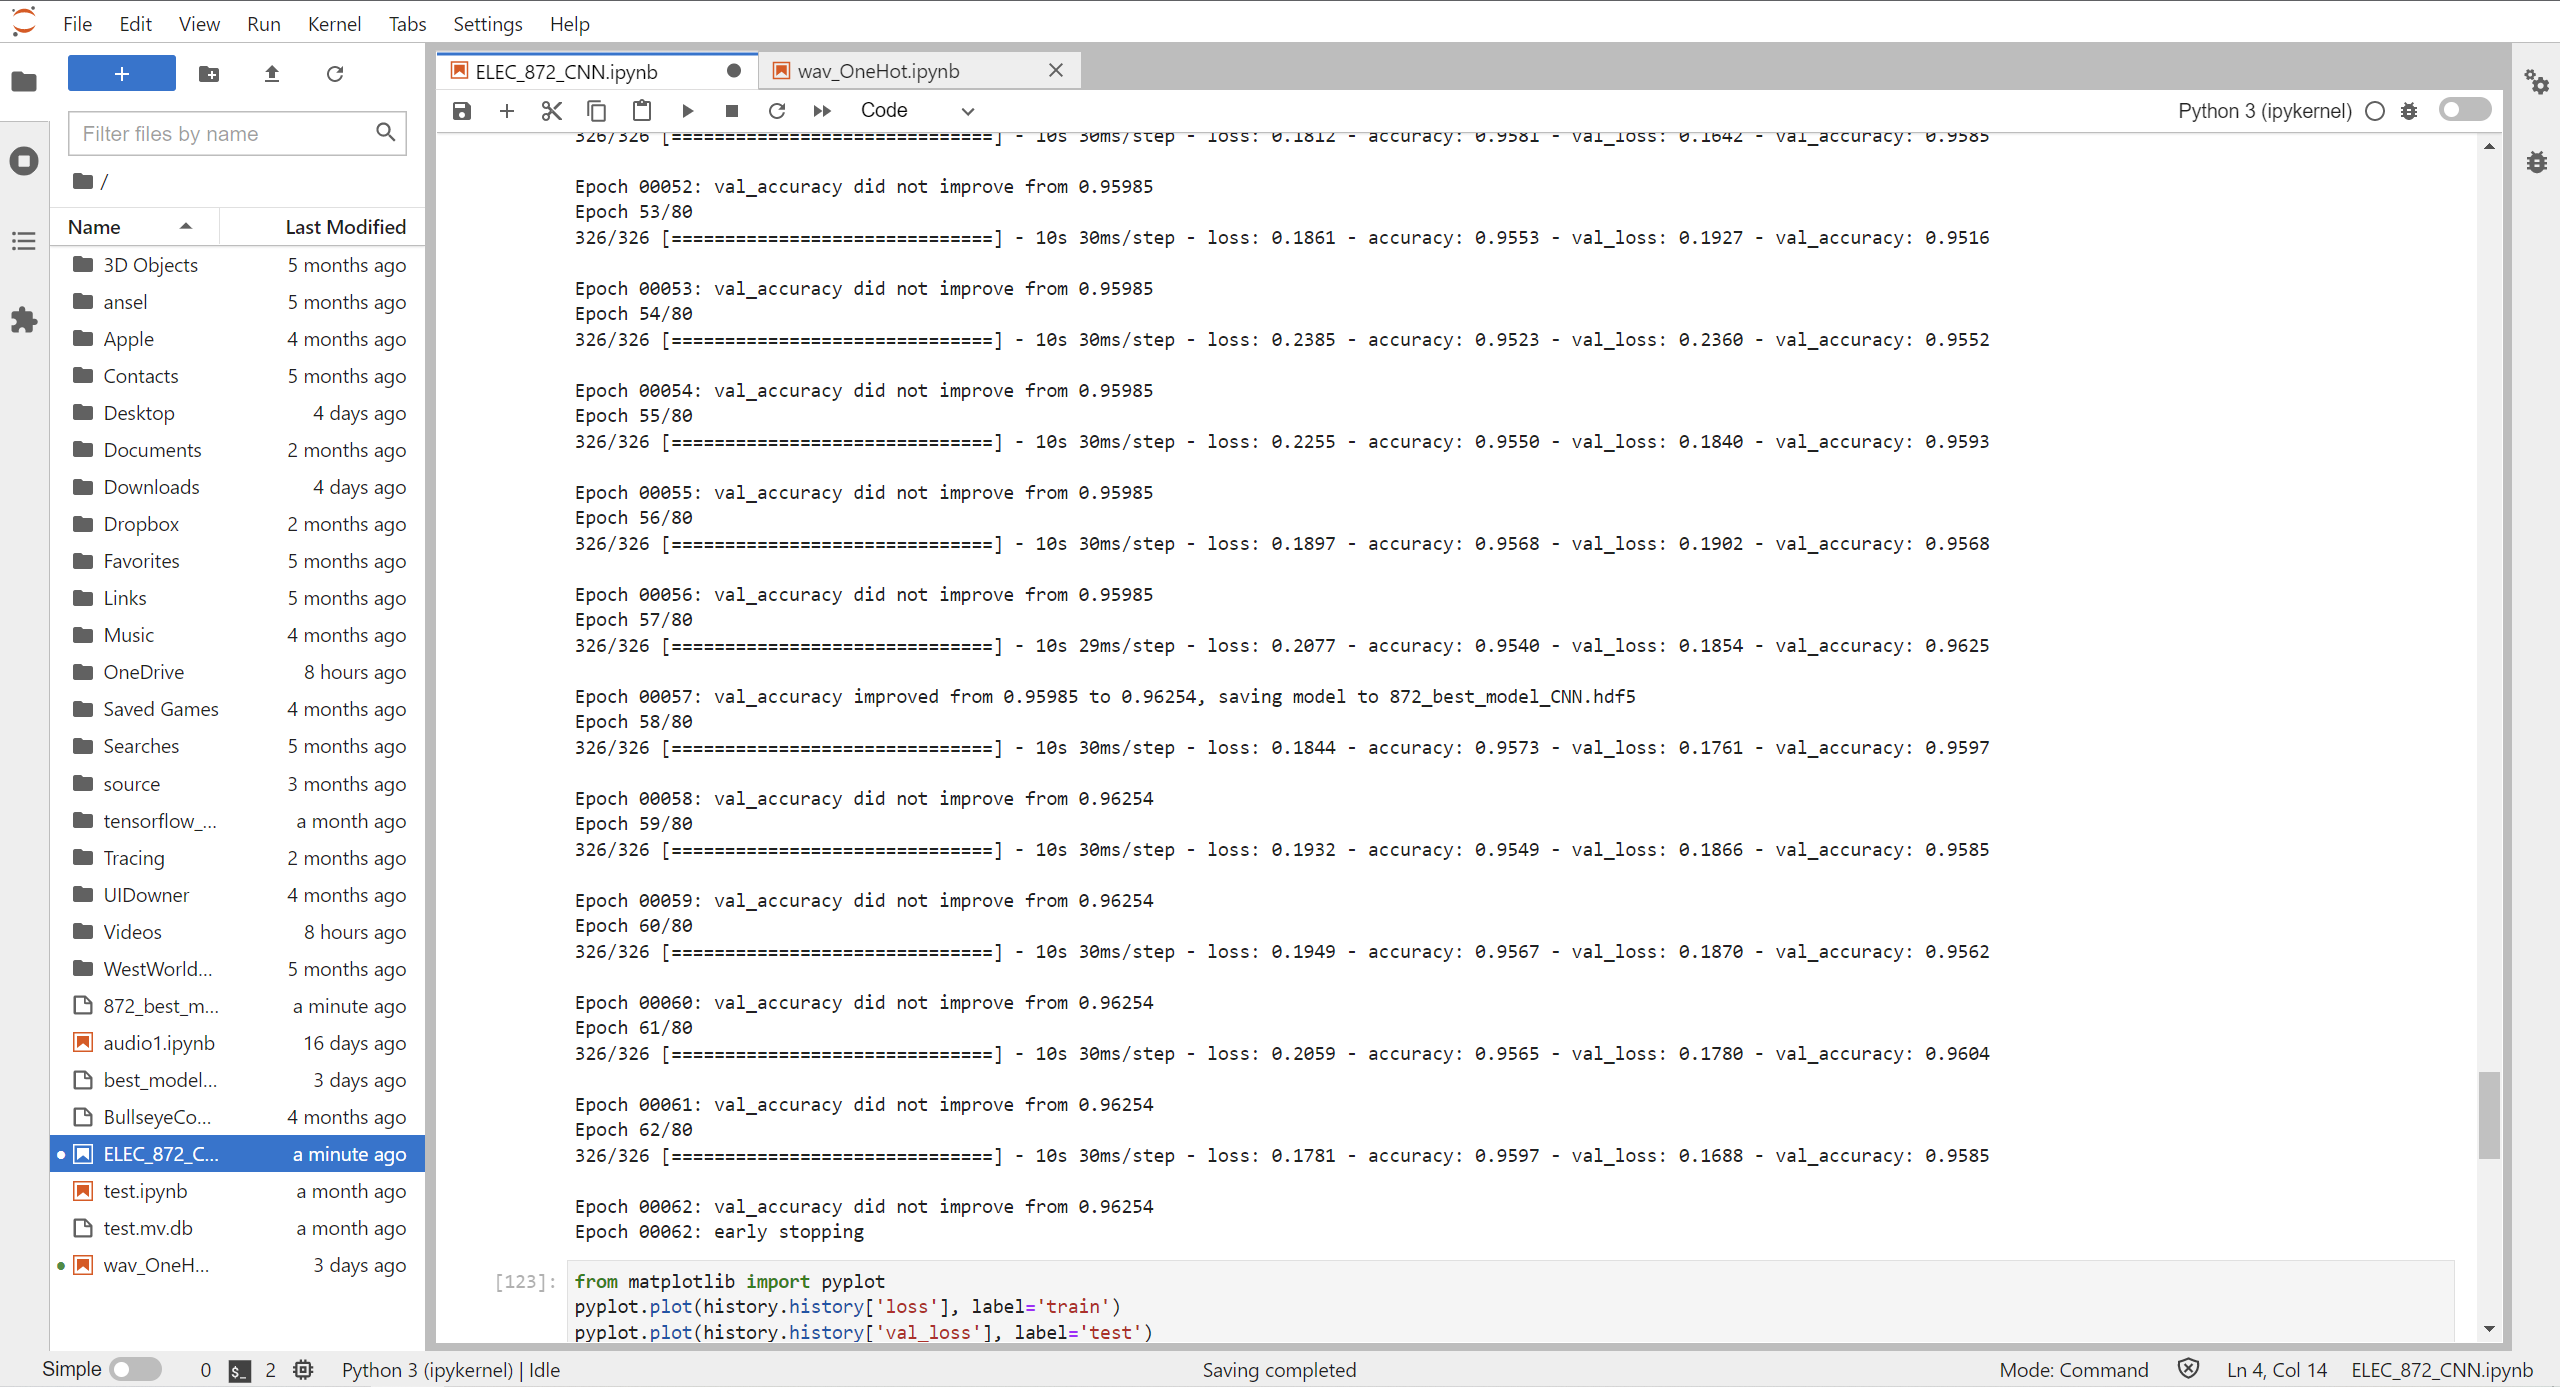 File Edit View Run Kernel Tabs Settings Help
Filter files by name
/
Name Last Modified
3D Objects 5 months ago
ansel 5 months ago
Apple 4 months ago
Contacts 5 months ago
Desktop 4 days ago
Documents 2 months ago
Downloads 4 days ago
Dropbox 2 months ago
Favorites 5 months ago
Links 5 months ago
Music 4 months ago
OneDrive 8 hours ago
Saved Games 4 months ago
Searches 5 months ago
source 3 months ago
tensorflow_... a month ago
Tracing 2 months ago
UIDowner 4 months ago
Videos 8 hours ago
WestWorld... 5 months ago
872_best_m... a minute ago
audio1.ipynb 16 days ago
best_model... 3 days ago
BullseyeCo... 4 months ago
ELEC_872_C... a minute ago
test.ipynb a month ago
test.mv.db a month ago
wav_OneH... 3 days ago
ELEC_872_CNN.ipynb wav_OneHot.ipynb
Code Python 3 (ipykernel)
326/326 [==============================] - 10s 30ms/step - loss: 0.1812 - accuracy: 0.9581 - val_loss: 0.1642 - val_accuracy: 0.9585
Epoch 00052: val_accuracy did not improve from 0.95985
Epoch 53/80
326/326 [==============================] - 10s 30ms/step - loss: 0.1861 - accuracy: 0.9553 - val_loss: 0.1927 - val_accuracy: 0.9516
Epoch 00053: val_accuracy did not improve from 0.95985
Epoch 54/80
326/326 [==============================] - 10s 30ms/step - loss: 0.2385 - accuracy: 0.9523 - val_loss: 0.2360 - val_accuracy: 0.9552
Epoch 00054: val_accuracy did not improve from 0.95985
Epoch 55/80
326/326 [==============================] - 10s 30ms/step - loss: 0.2255 - accuracy: 0.9550 - val_loss: 0.1840 - val_accuracy: 0.9593
Epoch 00055: val_accuracy did not improve from 0.95985
Epoch 56/80
326/326 [==============================] - 10s 30ms/step - loss: 0.1897 - accuracy: 0.9568 - val_loss: 0.1902 - val_accuracy: 0.9568
Epoch 00056: val_accuracy did not improve from 0.95985
Epoch 57/80
326/326 [==============================] - 10s 29ms/step - loss: 0.2077 - accuracy: 0.9540 - val_loss: 0.1854 - val_accuracy: 0.9625
Epoch 00057: val_accuracy improved from 0.95985 to 0.96254, saving model to 872_best_model_CNN.hdf5
Epoch 58/80
326/326 [==============================] - 10s 30ms/step - loss: 0.1844 - accuracy: 0.9573 - val_loss: 0.1761 - val_accuracy: 0.9597
Epoch 00058: val_accuracy did not improve from 0.96254
Epoch 59/80
326/326 [==============================] - 10s 30ms/step - loss: 0.1932 - accuracy: 0.9549 - val_loss: 0.1866 - val_accuracy: 0.9585
Epoch 00059: val_accuracy did not improve from 0.96254
Epoch 60/80
326/326 [==============================] - 10s 30ms/step - loss: 0.1949 - accuracy: 0.9567 - val_loss: 0.1870 - val_accuracy: 0.9562
Epoch 00060: val_accuracy did not improve from 0.96254
Epoch 61/80
326/326 [==============================] - 10s 30ms/step - loss: 0.2059 - accuracy: 0.9565 - val_loss: 0.1780 - val_accuracy: 0.9604
Epoch 00061: val_accuracy did not improve from 0.96254
Epoch 62/80
326/326 [==============================] - 10s 30ms/step - loss: 0.1781 - accuracy: 0.9597 - val_loss: 0.1688 - val_accuracy: 0.9585
Epoch 00062: val_accuracy did not improve from 0.96254
Epoch 00062: early stopping
[123]: from matplotlib import pyplot
pyplot.plot(history.history['loss'], label='train')
pyplot.plot(history.history['val_loss'], label='test')
Simple 0 $_ 2 Python 3 (ipykernel) | Idle Saving completed Mode: Command Ln 4, Col 14 ELEC_872_CNN.ipynb